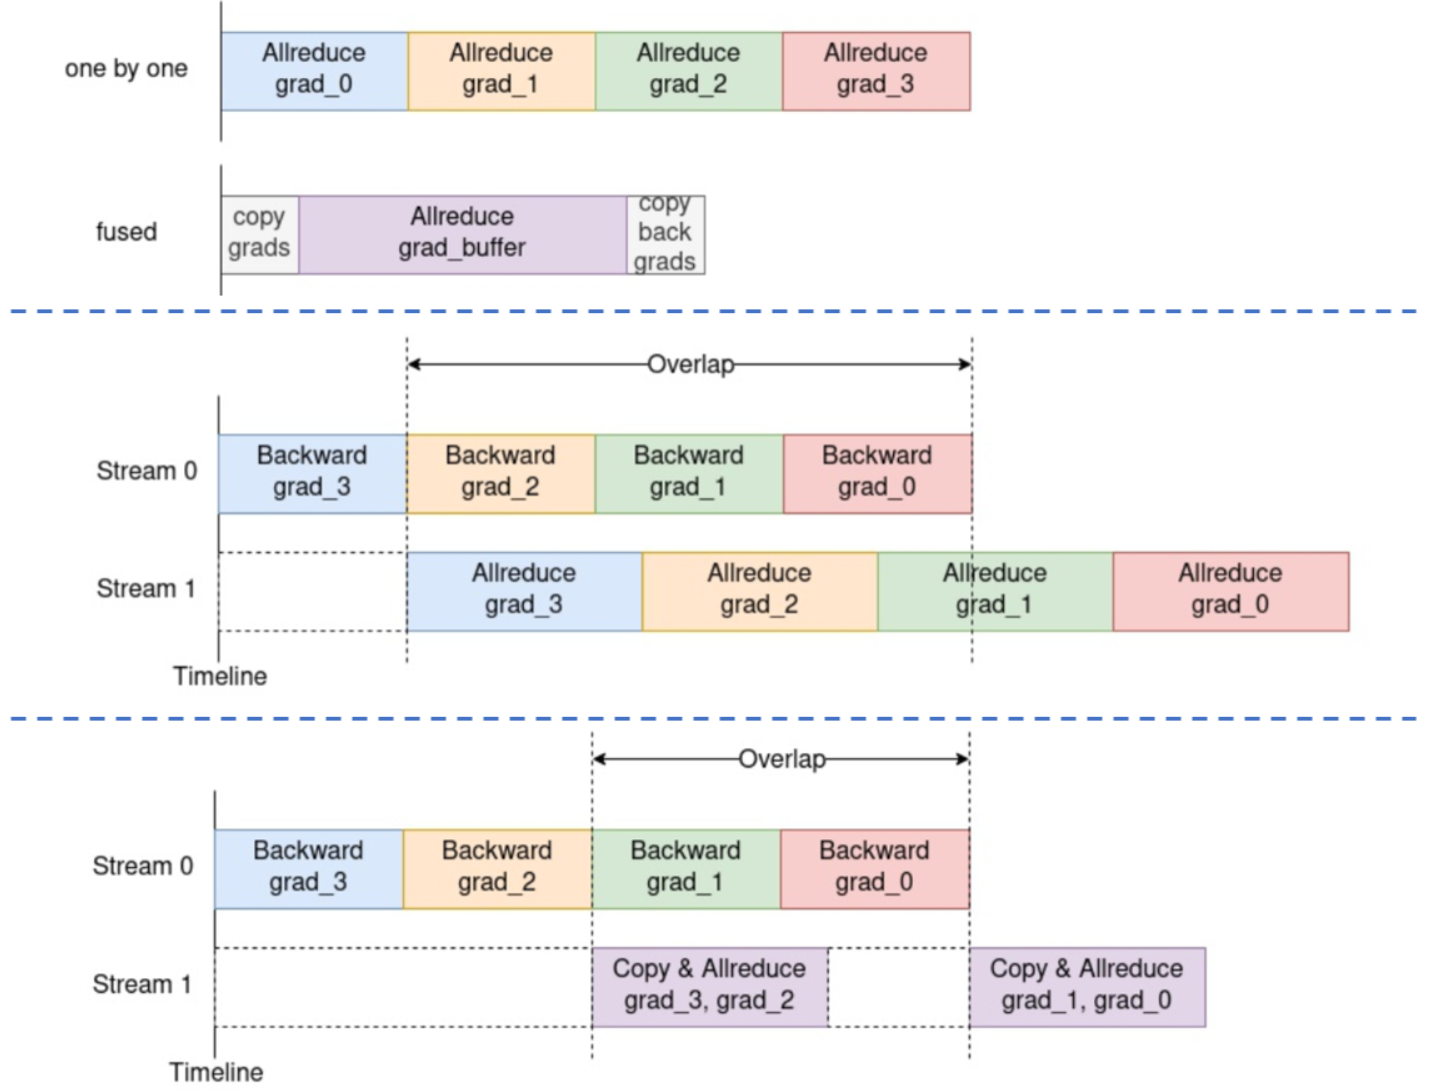 one by one
Allreduce
grad_0
Allreduce
grad_1
Allreduce
grad_2
Allreduce
grad_3
fused
copy
grads
Allreduce
grad_buffer
copy
back
grads
Overlap
Stream 0
Backward
grad_3
Backward
grad_2
Backward
grad_1
Backward
grad_0
Stream 1
Allreduce
grad_3
Allreduce
grad_2
Allreduce
grad_1
Allreduce
grad_0
Timeline
Overlap
Stream 0
Backward
grad_3
Backward
grad_2
Backward
grad_1
Backward
grad_0
Stream 1
Copy & Allreduce
grad_3, grad_2
Copy & Allreduce
grad_1, grad_0
Timeline